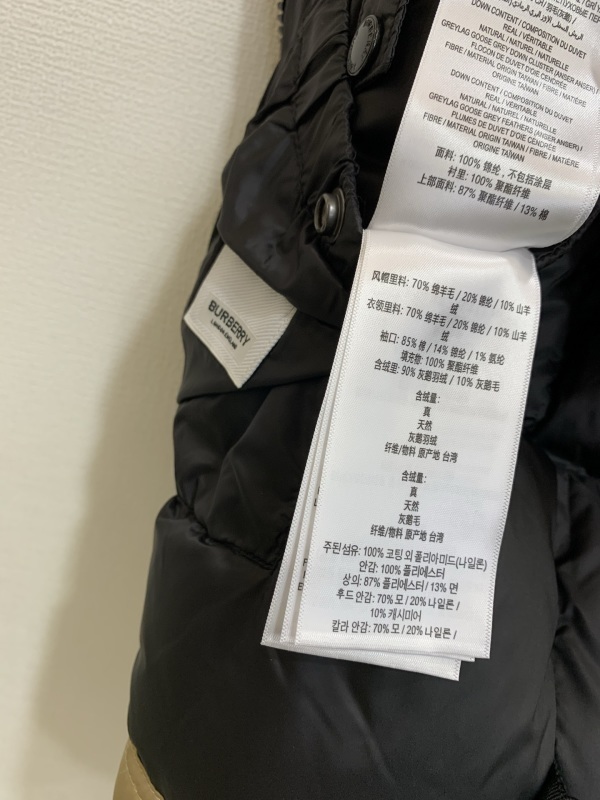 DOWN CONTENT / COMPOSITION DU DUVET
REAL / VÉRITABLE
NATURAL / NATUREL / NATURELLE
GREYLAG GOOSE GREY DOWN CLUSTER (ANSER ANSER) /
FLOCON DE DUVET D'OIE CENDRÉE
FIBRE / MATERIAL ORIGIN TAIWAN / FIBRE / MATIÈRE
ORIGINE TAÏWAN
DOWN CONTENT / COMPOSITION DU DUVET
REAL / VÉRITABLE
NATURAL / NATUREL / NATURELLE
GREYLAG GOOSE GREY FEATHERS (ANSER ANSER) /
PLUMES DE DUVET D'OIE CENDRÉE
FIBRE / MATERIAL ORIGIN TAIWAN / FIBRE / MATIÈRE
ORIGINE TAÏWAN
面料: 100% 锦纶，不包括涂层
衬里: 100% 聚酯纤维
上部面料: 87% 聚酯纤维 / 13% 棉
风帽里料: 70% 绵羊毛 / 20% 锦纶 / 10% 山羊
绒
衣领里料: 70% 绵羊毛 / 20% 锦纶 / 10% 山羊
绒
袖口: 85% 棉 / 14% 锦纶 / 1% 氨纶
填充物: 100% 聚酯纤维
含绒里: 90% 灰鹅羽绒 / 10% 灰鹅毛
含绒量:
真
天然
灰鹅羽绒
纤维/物料 原产地 台湾
含绒量:
真
天然
灰鹅毛
纤维/物料 原产地 台湾
주된 섬유: 100% 코팅 외 폴리아미드(나일론)
안감: 100% 폴리에스터
상의: 87% 폴리에스터 / 13% 면
후드 안감: 70% 모 / 20% 나일론 /
10% 캐시미어
칼라 안감: 70% 모 / 20% 나일론 /
BURBERRY
LONDON ENGLAND